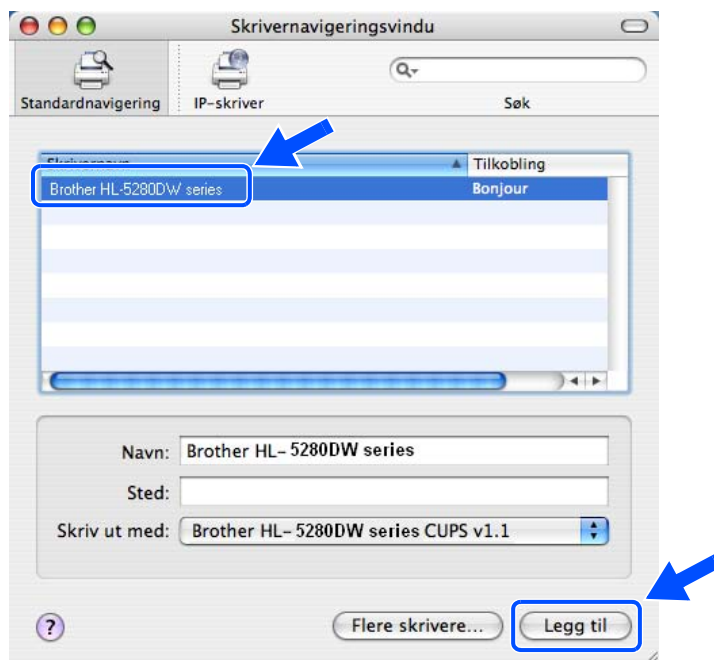 Skrivernavigeringsvindu
Standardnavigering IP-skriver Søk
Skrivernavn Tilkobling
Brother HL-5280DW series Bonjour
Navn: Brother HL- 5280DW series
Sted:
Skriv ut med: Brother HL- 5280DW series CUPS v1.1
? Flere skrivere... Legg til